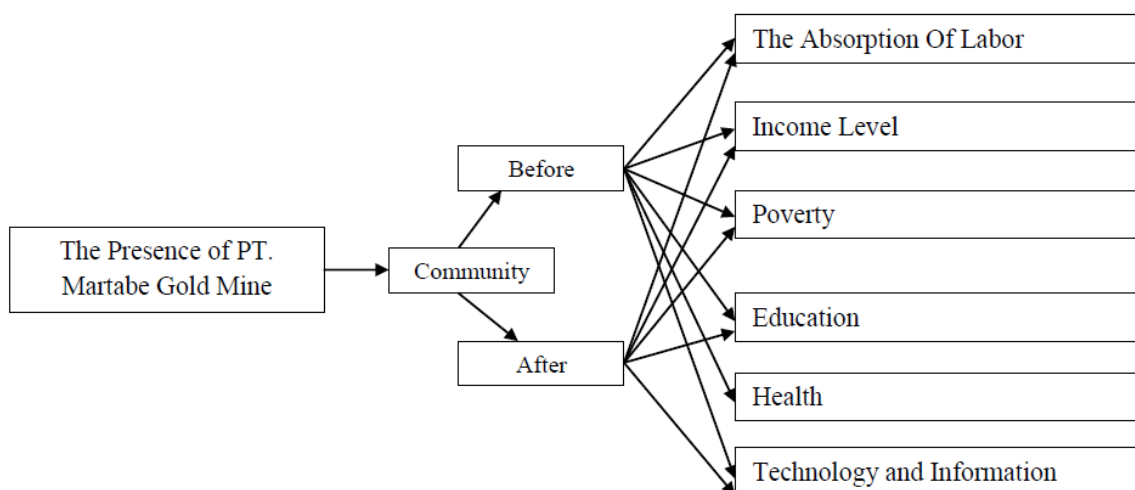 The Absorption Of Labor
Income Level
Before
Poverty
The Presence of PT.
Martabe Gold Mine
Community
Education
After
Health
Technology and Information